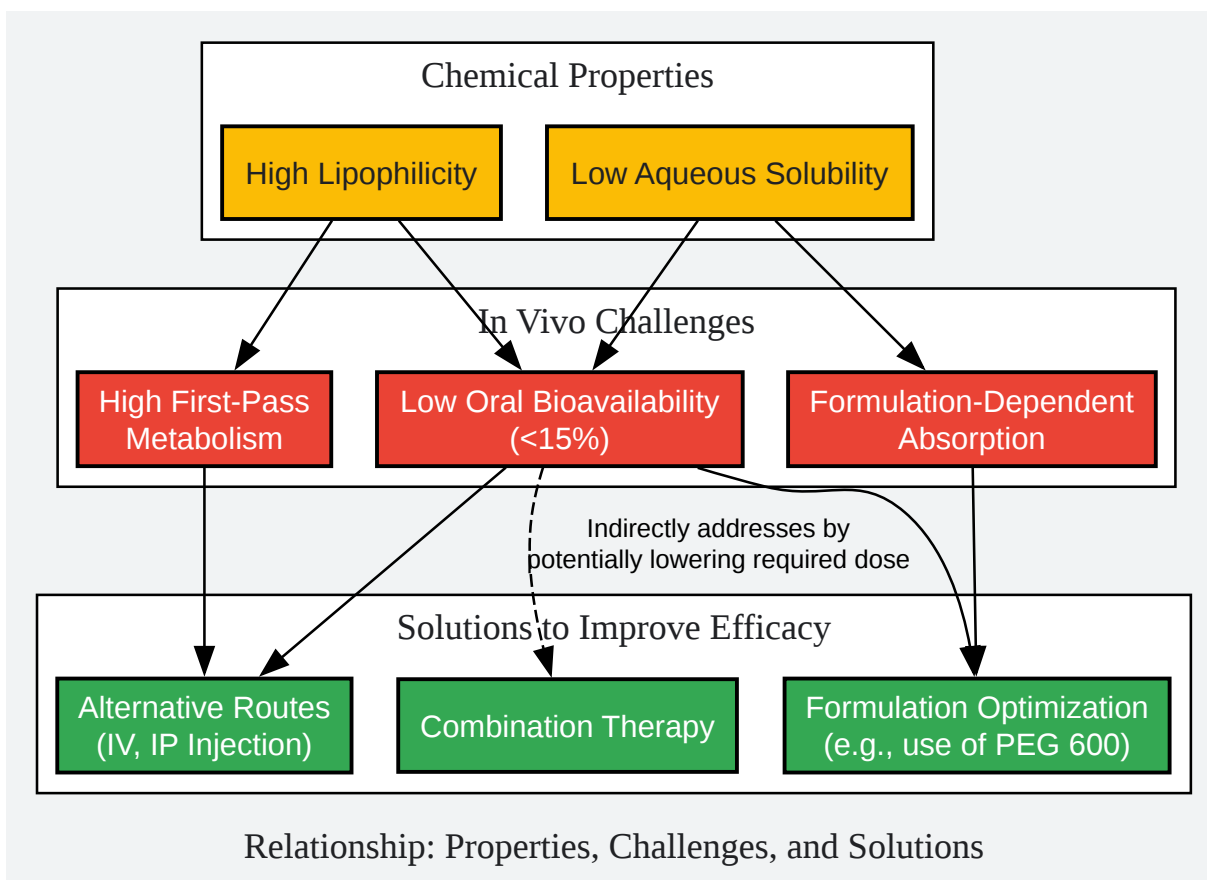 Chemical Properties
High Lipophilicity
Low Aqueous Solubility
In Vivo Challenges
High First-Pass
Metabolism
Low Oral Bioavailability
(<15%)
Formulation-Dependent
Absorption
Indirectly addresses by
potentially lowering required dose
Solutions to Improve Efficacy
Alternative Routes
(IV, IP Injection)
Combination Therapy
Formulation Optimization
(e.g., use of PEG 600)
Relationship: Properties, Challenges, and Solutions